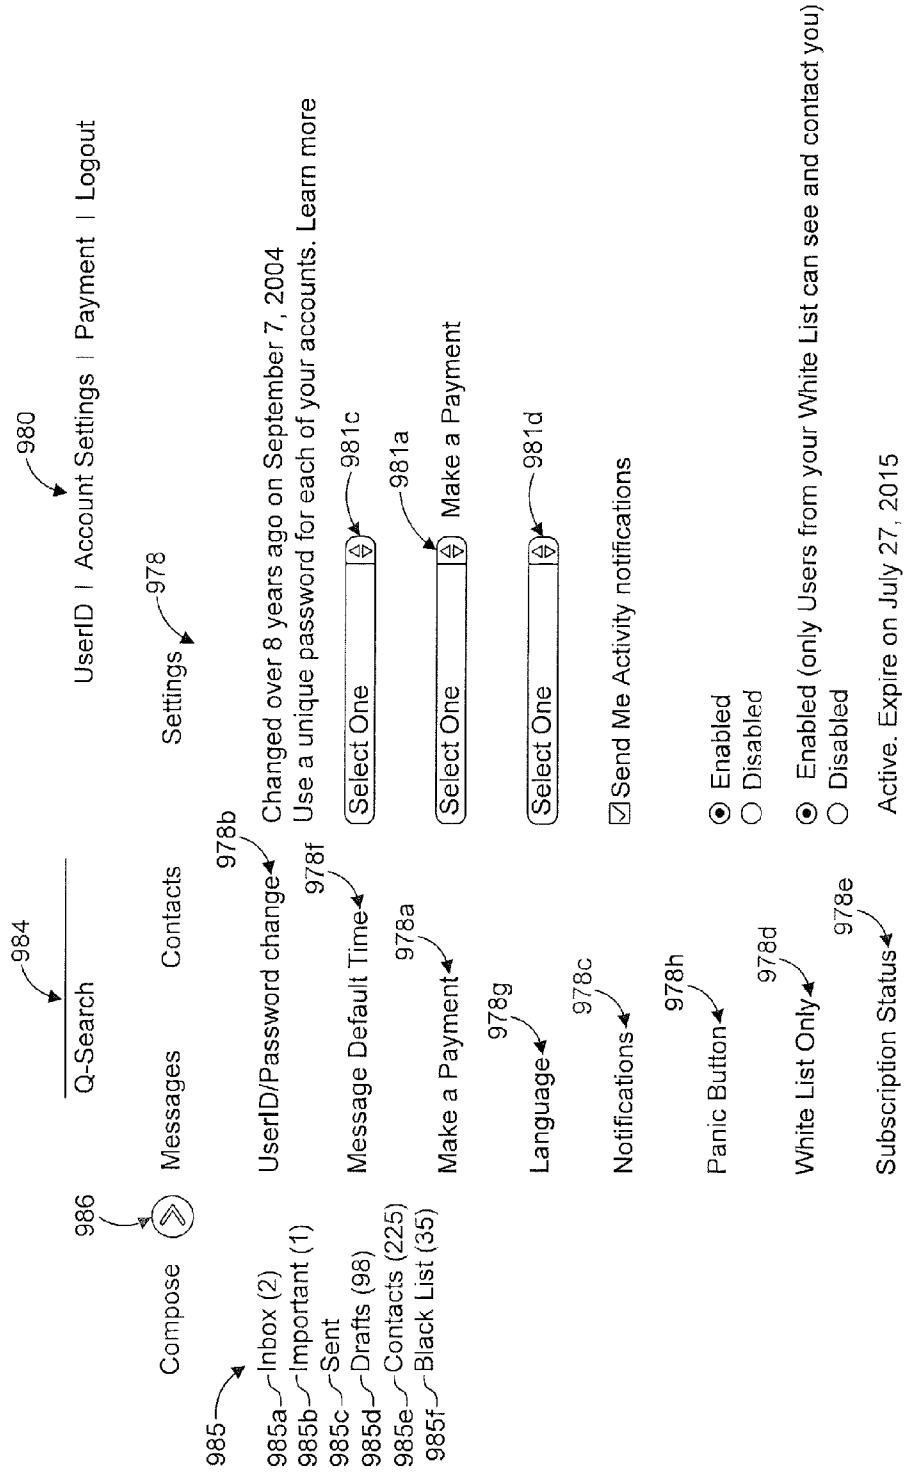 984
980
Q-Search
UserID | Account Settings | Payment | Logout
986
978
Compose
Messages
Contacts
Settings
985
978b
985a Inbox (2)
UserID/Password change
Changed over 8 years ago on September 7, 2004
985b Important (1)
978f
Use a unique password for each of your accounts. Learn more
985c Sent
985d Drafts (98)
Message Default Time
Select One
981c
985e Contacts (225)
978a
981a
985f Black List (35)
Make a Payment
Select One
Make a Payment
978g
Language
Select One
981d
978c
Notifications
Send Me Activity notifications
978h
Panic Button
Enabled
Disabled
978d
White List Only
Enabled (only Users from your White List can see and contact you)
Disabled
978e
Subscription Status
Active. Expire on July 27, 2015